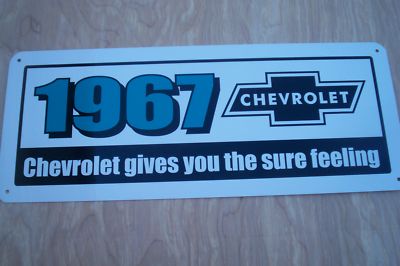 1967
CHEVROLET
Chevrolet gives you the sure feeling